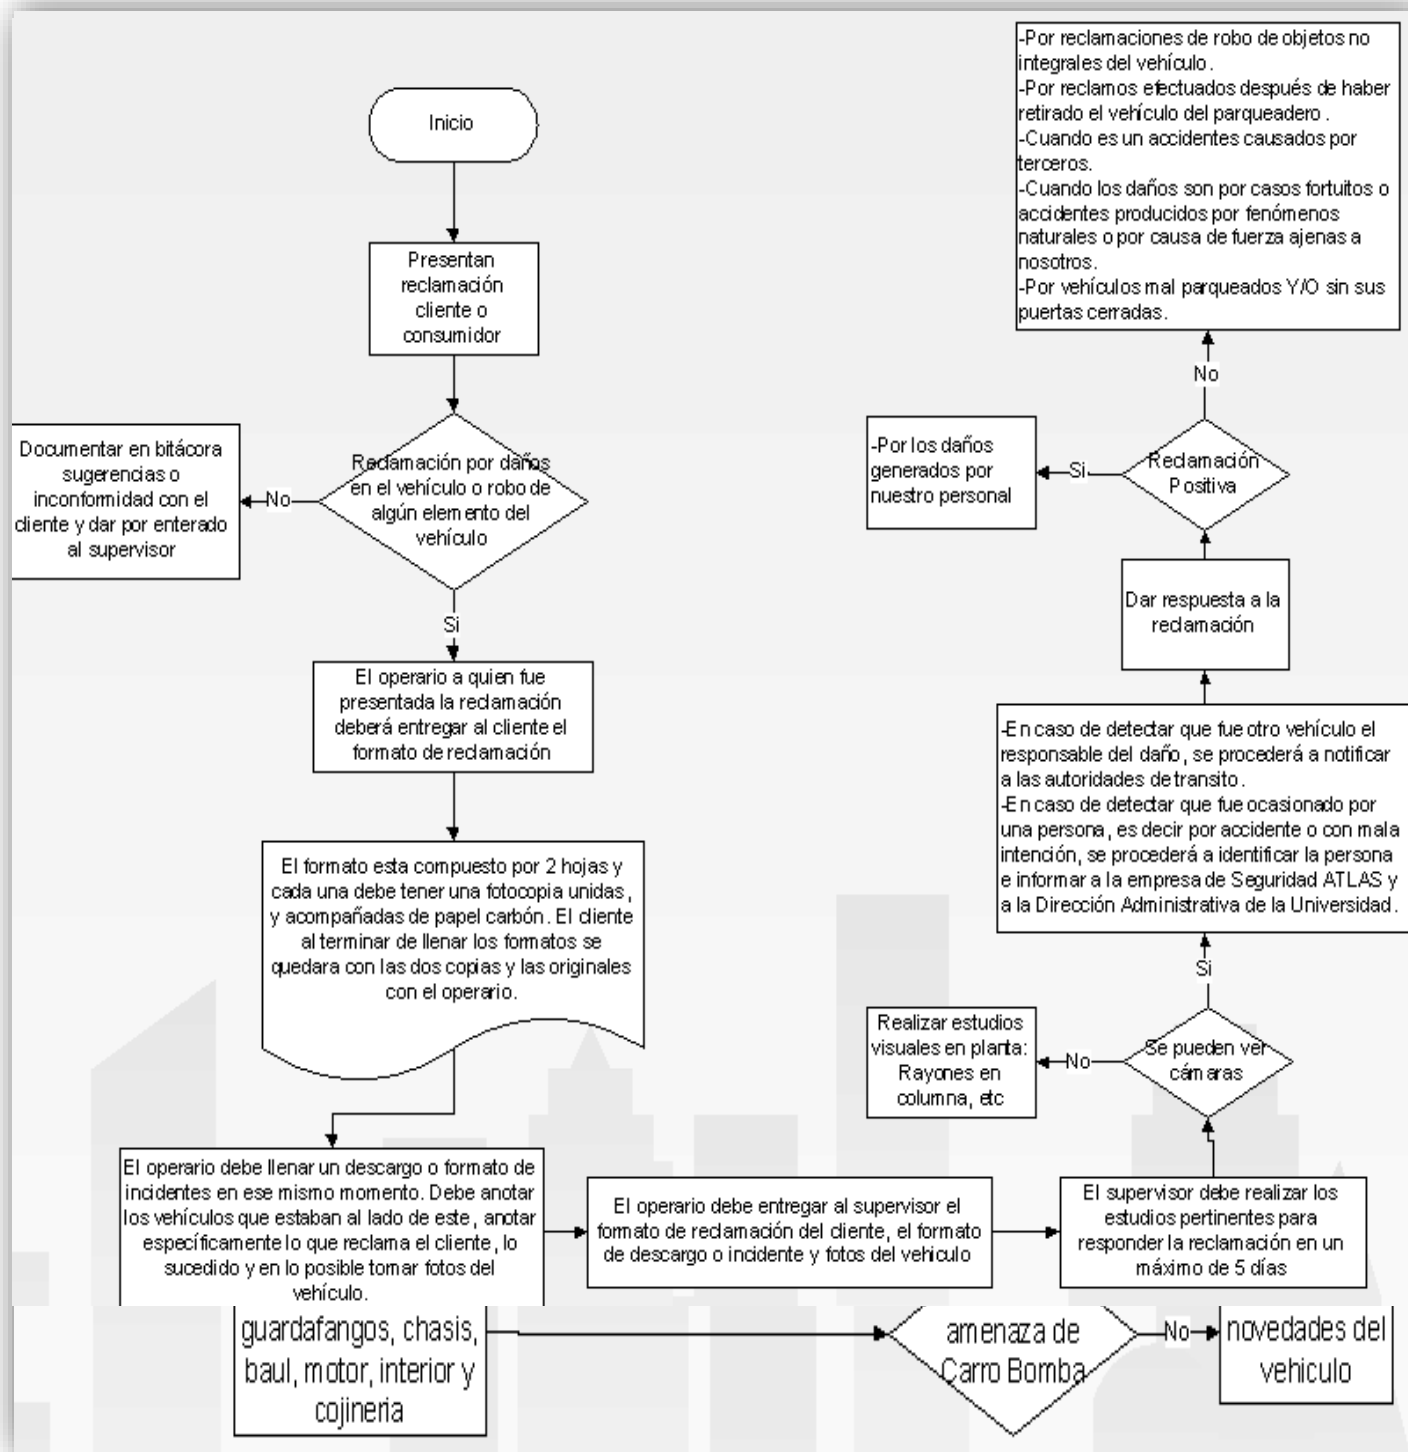 Inicio
Presentan
reclamación
cliente o
consumidor
Reclamación por daños
en el vehículo o robo de
algún elemento del
vehículo
No
Documentar en bitácora
sugerencias o
inconformidad con el
cliente y dar por enterado
al supervisor
Si
El operario a quien fue
presentada la reclamación
deberá entregar al cliente el
formato de reclamación
El formato esta compuesto por 2 hojas y
cada una debe tener una fotocopia unidas,
y acompañadas de papel carbón. El cliente
al terminar de llenar los formatos se
quedara con las dos copias y las originales
con el operario.
El operario debe llenar un descargo o formato de
incidentes en ese mismo momento. Debe anotar
los vehículos que estaban al lado de este, anotar
específicamente lo que reclama el cliente, lo
sucedido y en lo posible tomar fotos del
vehículo.
El operario debe entregar al supervisor el
formato de reclamación del cliente, el formato
de descargo o incidente y fotos del vehiculo
El supervisor debe realizar los
estudios pertinentes para
responder la reclamación en un
máximo de 5 días
Se pueden ver
cámaras
No
Realizar estudios
visuales en planta:
Rayones en
columna, etc
Si
-En caso de detectar que fue otro vehículo el
responsable del daño, se procederá a notificar
a las autoridades de transito.
-En caso de detectar que fue ocasionado por
una persona, es decir por accidente o con mala
intención, se procederá a identificar la persona
e informar a la empresa de Seguridad ATLAS y
a la Dirección Administrativa de la Universidad.
Dar respuesta a la
reclamación
Reclamación
Positiva
Si
-Por los daños
generados por
nuestro personal
No
-Por reclamaciones de robo de objetos no
integrales del vehículo.
-Por reclamos efectuados después de haber
retirado el vehículo del parqueadero.
-Cuando es un accidentes causados por
terceros.
-Cuando los daños son por casos fortuitos o
accidentes producidos por fenómenos
naturales o por causa de fuerza ajenas a
nosotros.
-Por vehículos mal parqueados Y/O sin sus
puertas cerradas.
guardafangos, chasis,
baul, motor, interior y
cojineria
amenaza de
Carro Bomba
No
novedades del
vehiculo